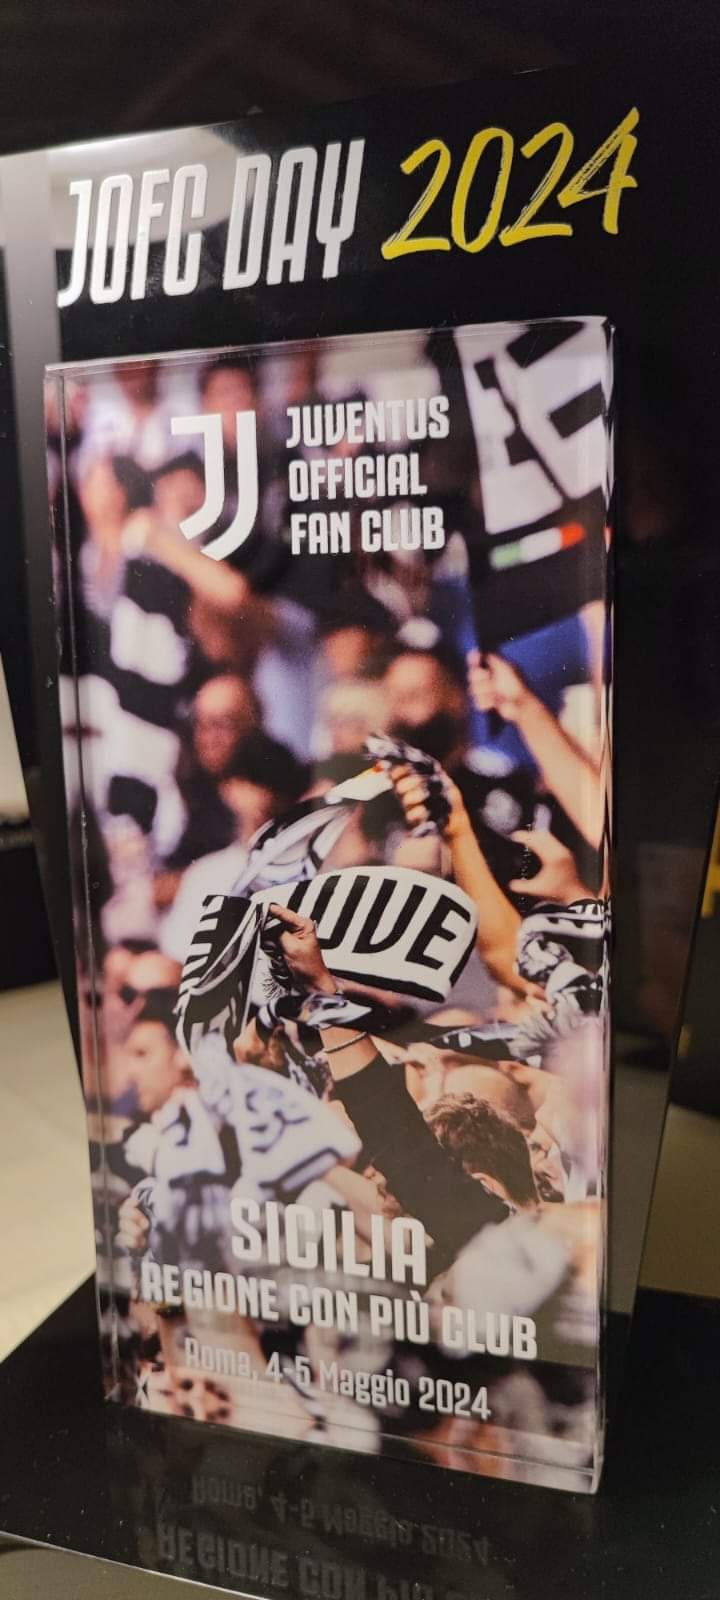 JOFC DAY 2024
JUVENTUS
OFFICIAL
FAN CLUB
JUVE
SICILIA
REGIONE CON PIÙ CLUB
Roma, 4-5 Maggio 2024